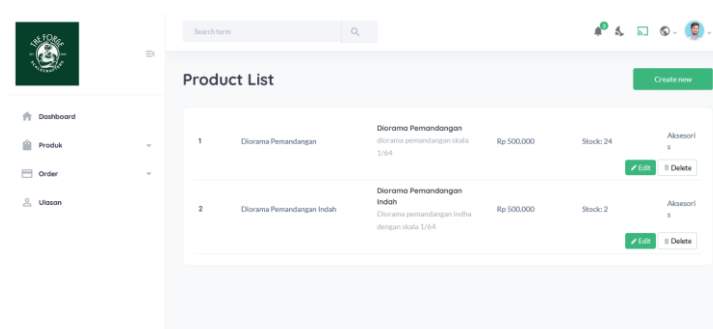 THE FORGE
Search term
Product List
Create new
Dashboard
Produk
Order
Ulasan
1
Diorama Pemandangan
Diorama Pemandangan
diorama pemandangan skala
1/64
Rp 500.000
Stock: 24
Aksesori
s
Edit
Delete
2
Diorama Pemandangan Indah
Diorama Pemandangan
Indah
Diorama pemandangan indha
dengan skala 1/64
Rp 500.000
Stock: 2
Aksesori
s
Edit
Delete